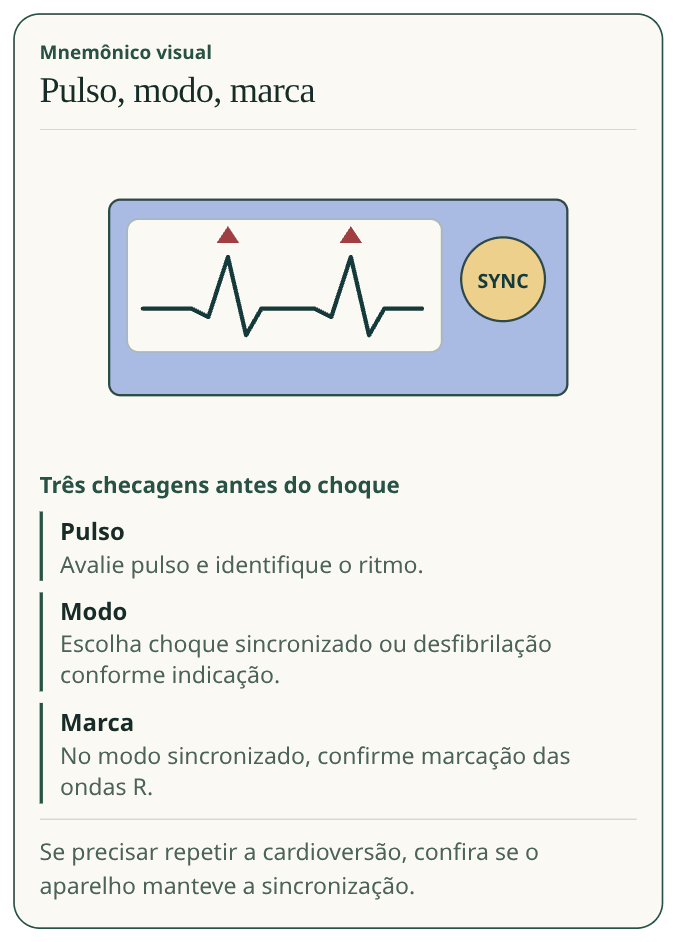 Mnemônico visual
Pulso, modo, marca
SYNC
Três checagens antes do choque
Pulso
Avalie pulso e identifique o ritmo.
Modo
Escolha choque sincronizado ou desfibrilação
conforme indicação.
Marca
No modo sincronizado, confirme marcação das
ondas R.
Se precisar repetir a cardioversão, confira se o
aparelho manteve a sincronização.